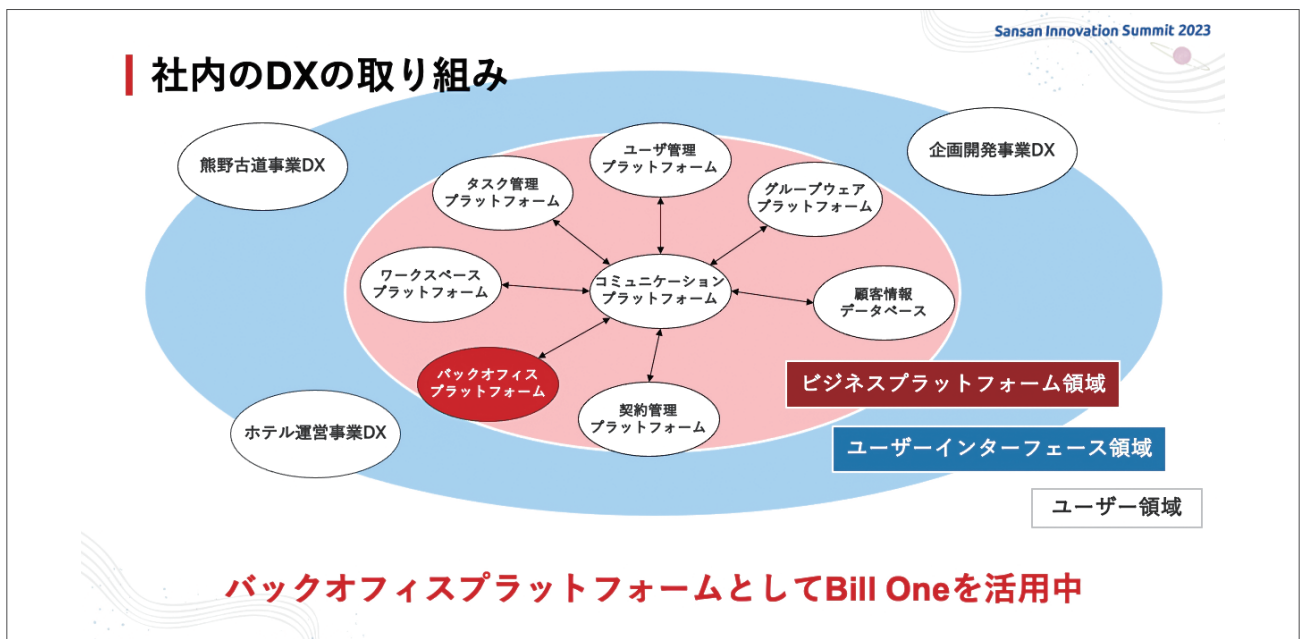 Sansan Innovation Summit 2023
社内のDXの取り組み
熊野古道事業DX
ユーザ管理
プラットフォーム
企画開発事業DX
タスク管理
プラットフォーム
グループウェア
プラットフォーム
ワークスペース
プラットフォーム
コミュニケーション
プラットフォーム
顧客情報
データベース
バックオフィス
プラットフォーム
契約管理
プラットフォーム
ビジネスプラットフォーム領域
ホテル運営事業DX
ユーザーインターフェース領域
ユーザー領域
バックオフィスプラットフォームとしてBill Oneを活用中